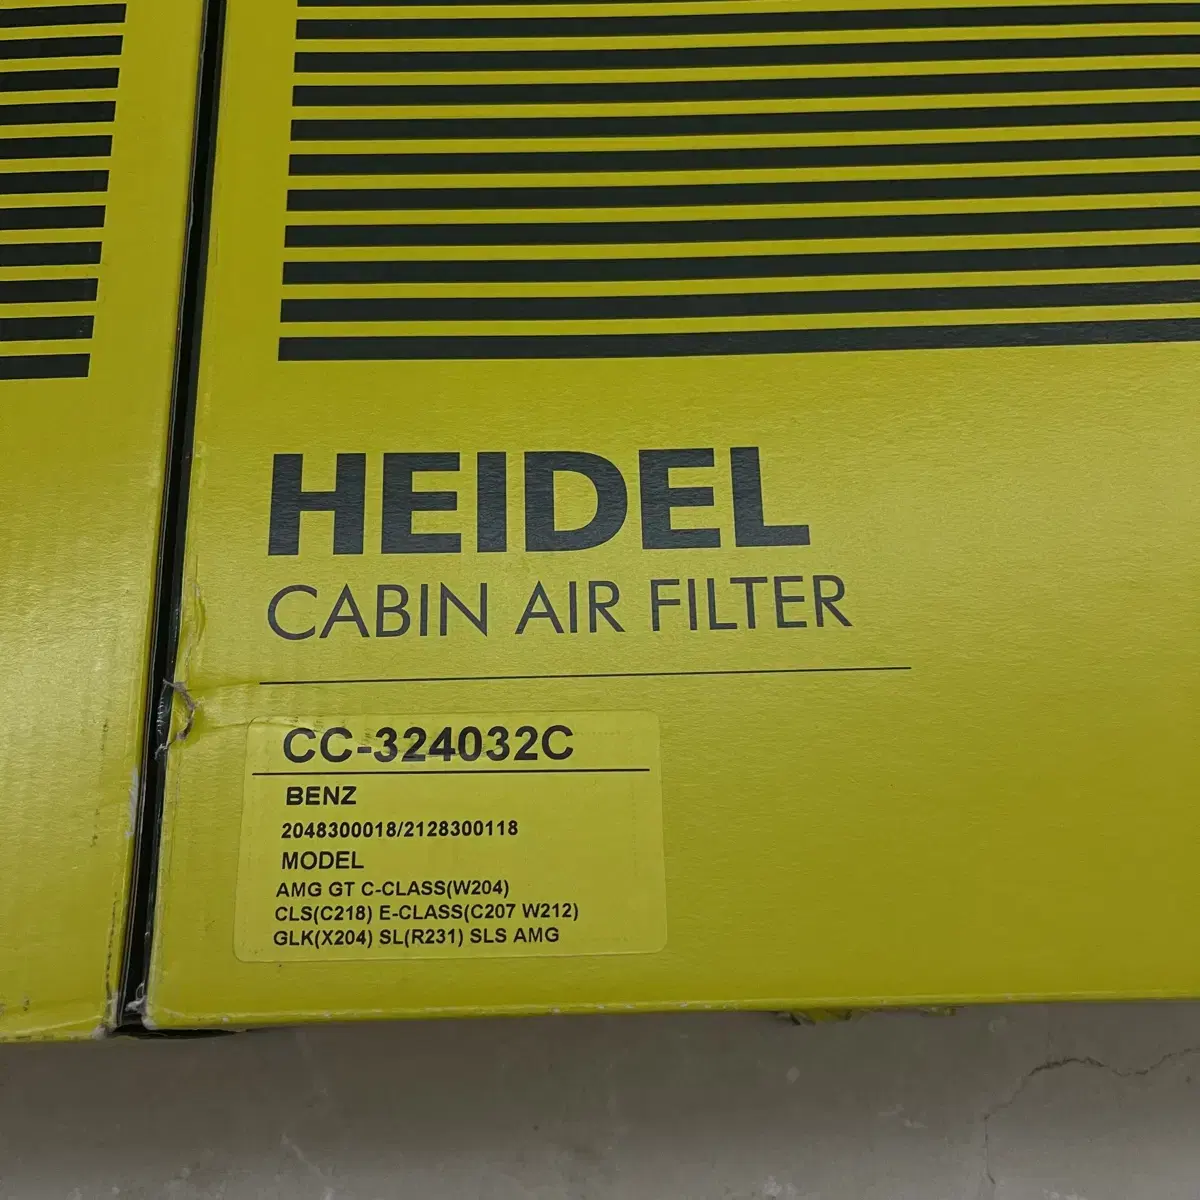 HEIDEL
CABIN AIR FILTER
CC-324032C
BENZ
2048300018/2128300118
MODEL
AMG GT C-CLASS(W204)
CLS(C218) E-CLASS(C207 W212)
GLK(X204) SL(R231) SLS AMG